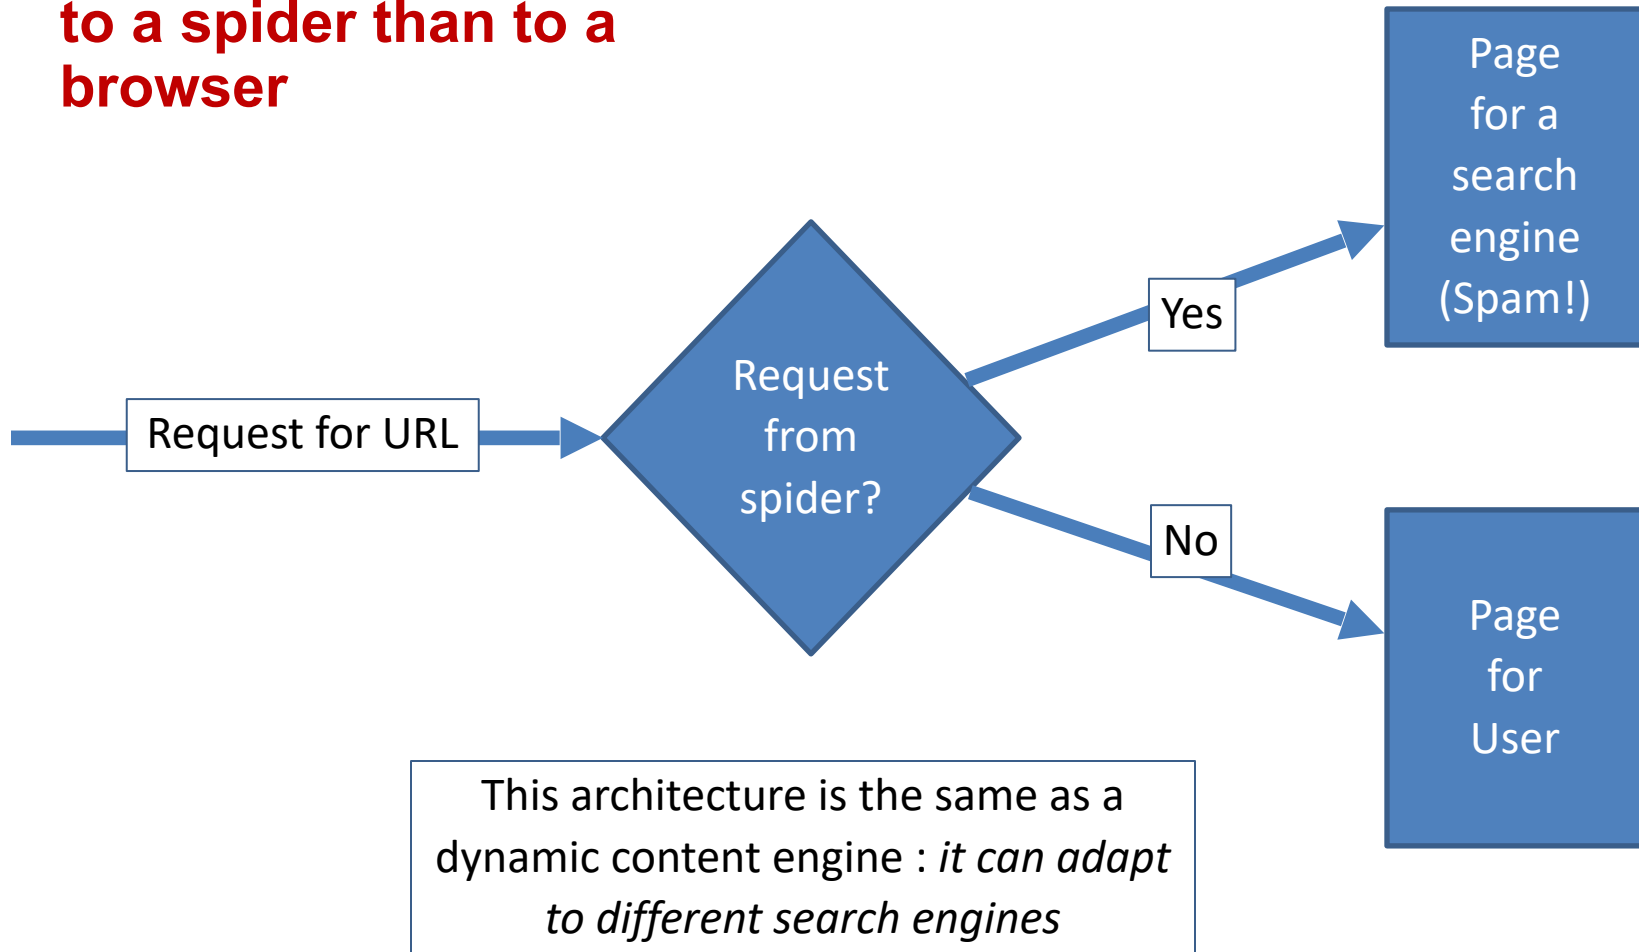 to a spider than to a
browser
Page
for a
search
engine
(Spam!)
Yes
Request
from
spider?
Request for URL
No
Page
for
User
This architecture is the same as a
dynamic content engine : it can adapt
to different search engines